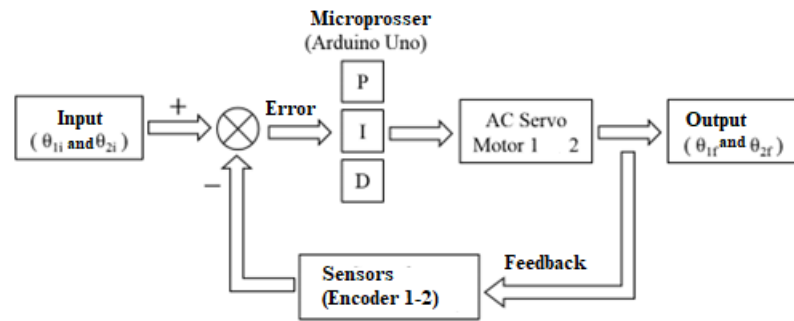 Microprosser
(Arduino Uno)
P
I
D
Input
(θ1i and θ2i)
+
Error
AC Servo
Motor 1 2
Output
(θ1f and θ2f)
−
Sensors
(Encoder 1-2)
Feedback